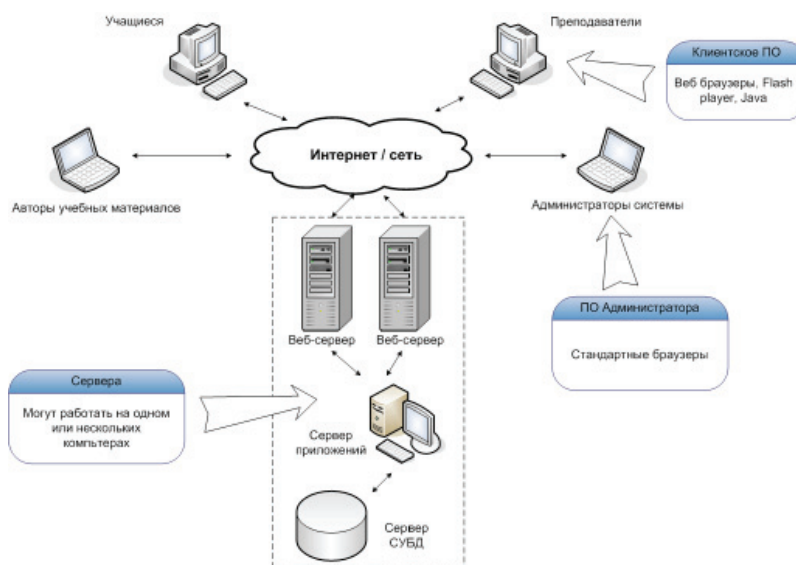 Учащиеся
Преподаватели
Клиентское ПО
Веб браузеры, Flash
player, Java
Интернет / сеть
Авторы учебных материалов
Администраторы системы
Веб-сервер
Веб-сервер
ПО Администратора
Стандартные браузеры
Сервера
Могут работать на одном
или нескольких
компьтерах
Сервер
приложений
Сервер
СУБД